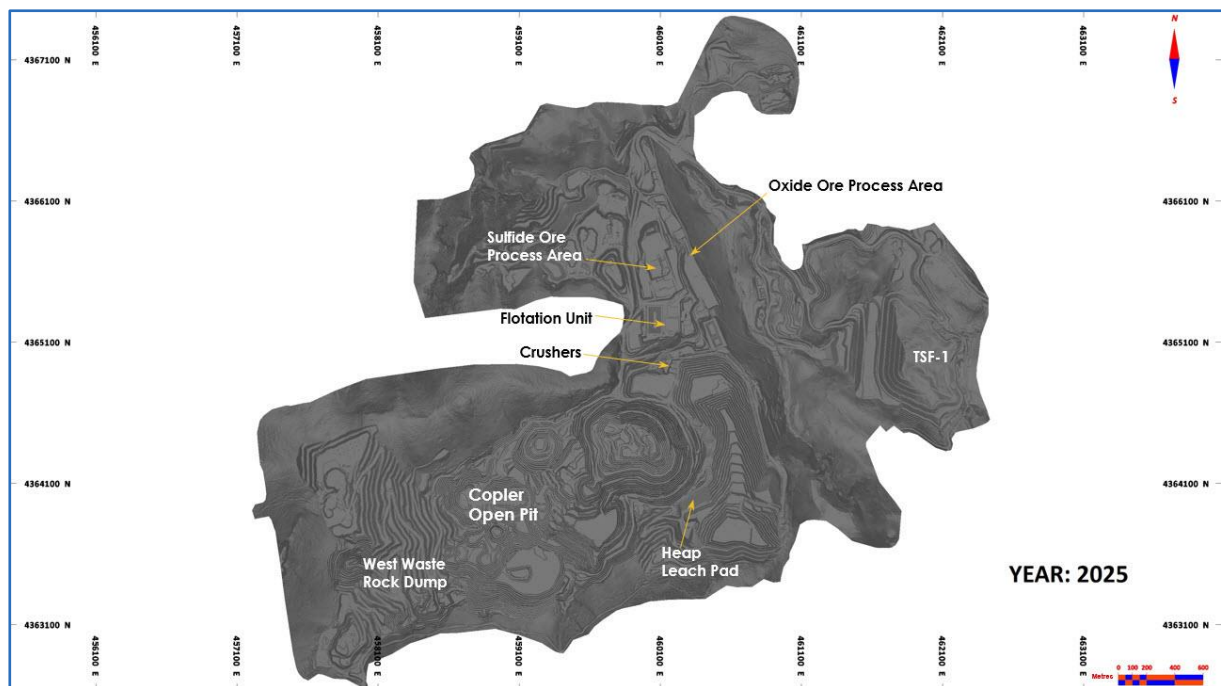 456100 E
457100 E
458100 E
459100 E
460100 E
461100 E
462100 E
463100 E
N
S
4367100 N
4367100 N
4366100 N
4366100 N
Oxide Ore Process Area
Sulfide Ore
Process Area
Flotation Unit
4365100 N
4365100 N
Crushers
TSF-1
4364100 N
4364100 N
Copler
Open Pit
Heap
Leach Pad
West Waste
Rock Dump
YEAR: 2025
4363100 N
4363100 N
456100 E
457100 E
458100 E
459100 E
460100 E
461100 E
462100 E
463100 E
0 100 200 400 600
Metres